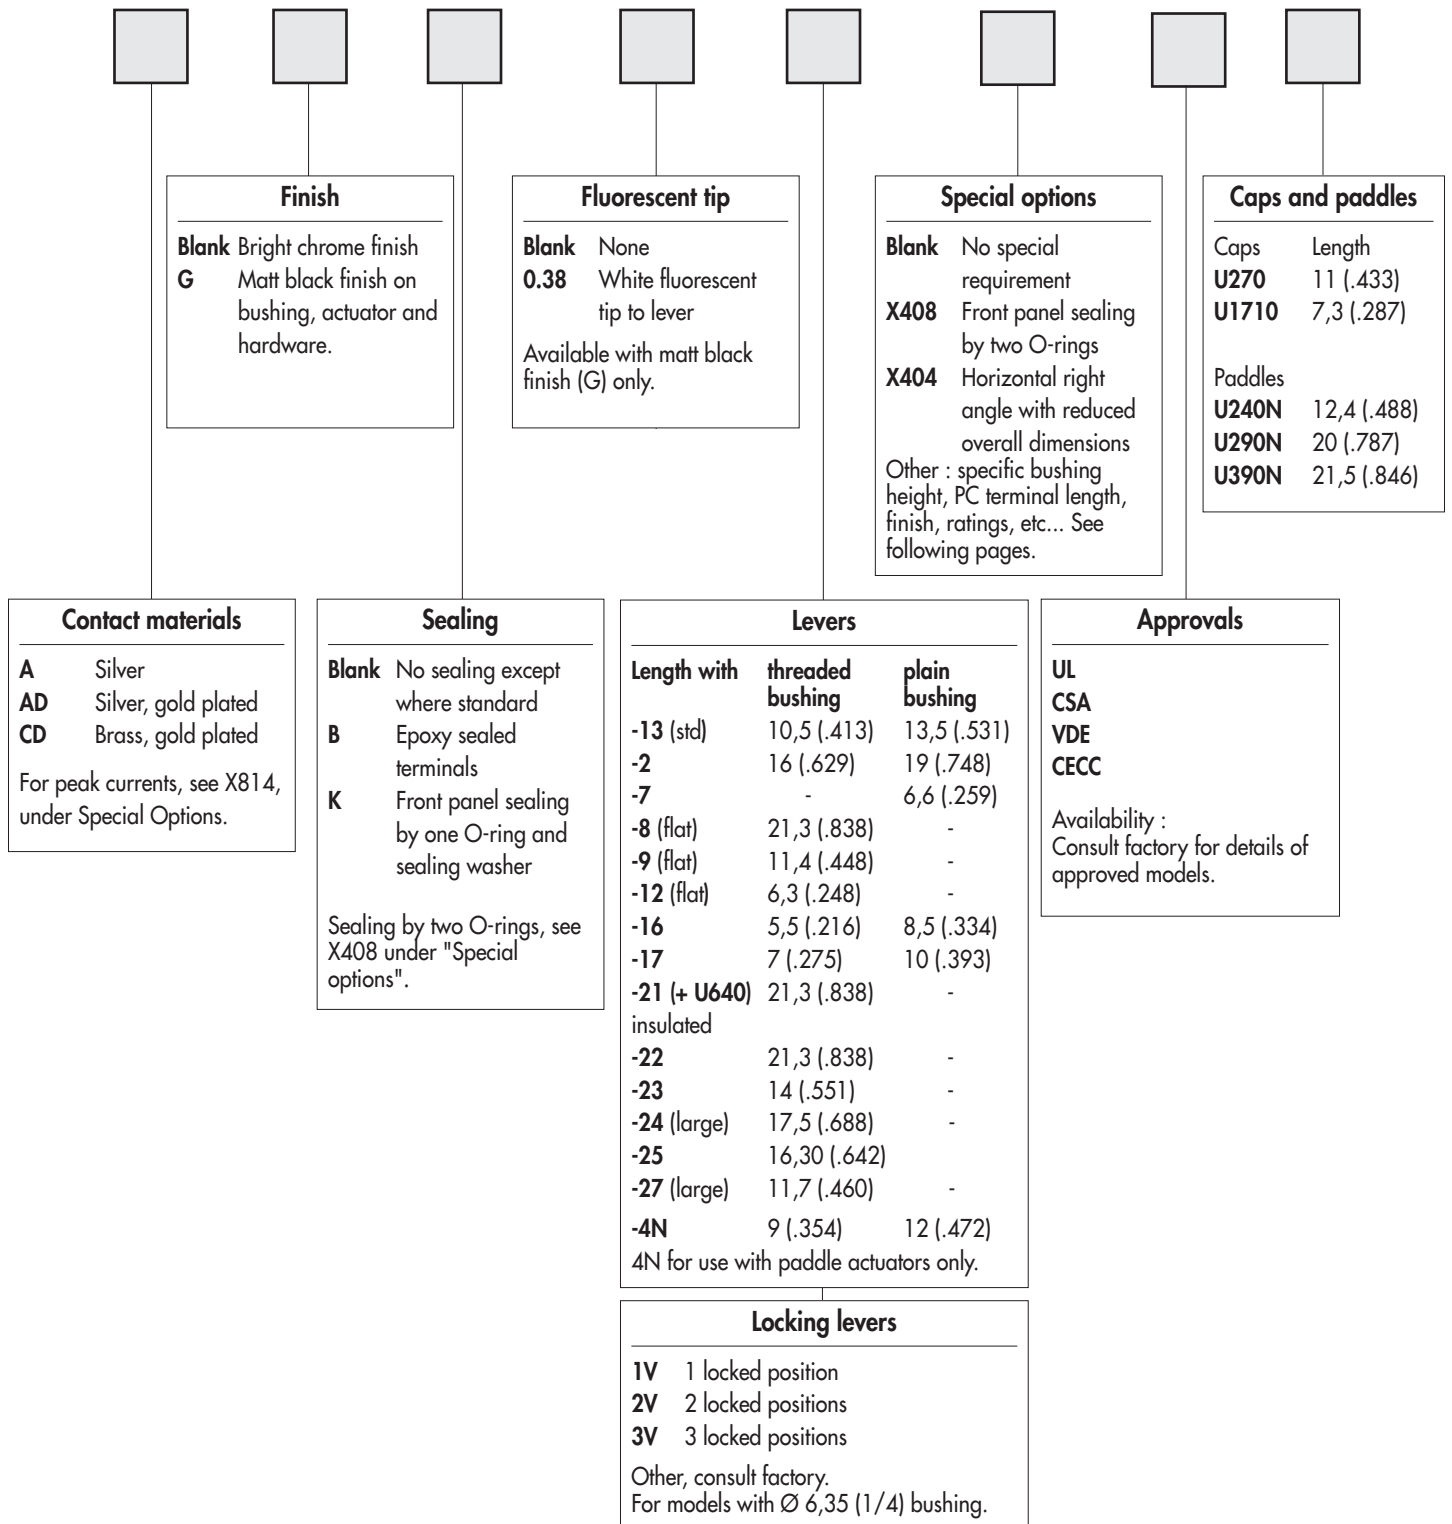 Finish
Blank Bright chrome finish
G Matt black finish on
bushing, actuator and
hardware.
Fluorescent tip
Blank None
0.38 White fluorescent
tip to lever
Available with matt black
finish (G) only.
Special options
Blank No special
requirement
X408 Front panel sealing
by two O-rings
X404 Horizontal right
angle with reduced
overall dimensions
Other : specific bushing
height, PC terminal length,
finish, ratings, etc... See
following pages.
Caps and paddles
Caps Length
U270 11 (.433)
U1710 7,3 (.287)
Paddles
U240N 12,4 (.488)
U290N 20 (.787)
U390N 21,5 (.846)
Contact materials
A Silver
AD Silver, gold plated
CD Brass, gold plated
For peak currents, see X814,
under Special Options.
Sealing
Blank No sealing except
where standard
B Epoxy sealed
terminals
K Front panel sealing
by one O-ring and
sealing washer
Sealing by two O-rings, see
X408 under "Special
options".
Levers
Length with threaded plain
bushing bushing
-13 (std) 10,5 (.413) 13,5 (.531)
-2 16 (.629) 19 (.748)
-7 - 6,6 (.259)
-8 (flat) 21,3 (.838) -
-9 (flat) 11,4 (.448) -
-12 (flat) 6,3 (.248) -
-16 5,5 (.216) 8,5 (.334)
-17 7 (.275) 10 (.393)
-21 (+ U640) 21,3 (.838) -
insulated
-22 21,3 (.838) -
-23 14 (.551) -
-24 (large) 17,5 (.688) -
-25 16,30 (.642)
-27 (large) 11,7 (.460) -
-4N 9 (.354) 12 (.472)
4N for use with paddle actuators only.
Approvals
UL
CSA
VDE
CECC
Availability :
Consult factory for details of
approved models.
Locking levers
1V 1 locked position
2V 2 locked positions
3V 3 locked positions
Other, consult factory.
For models with Ø 6,35 (1/4) bushing.